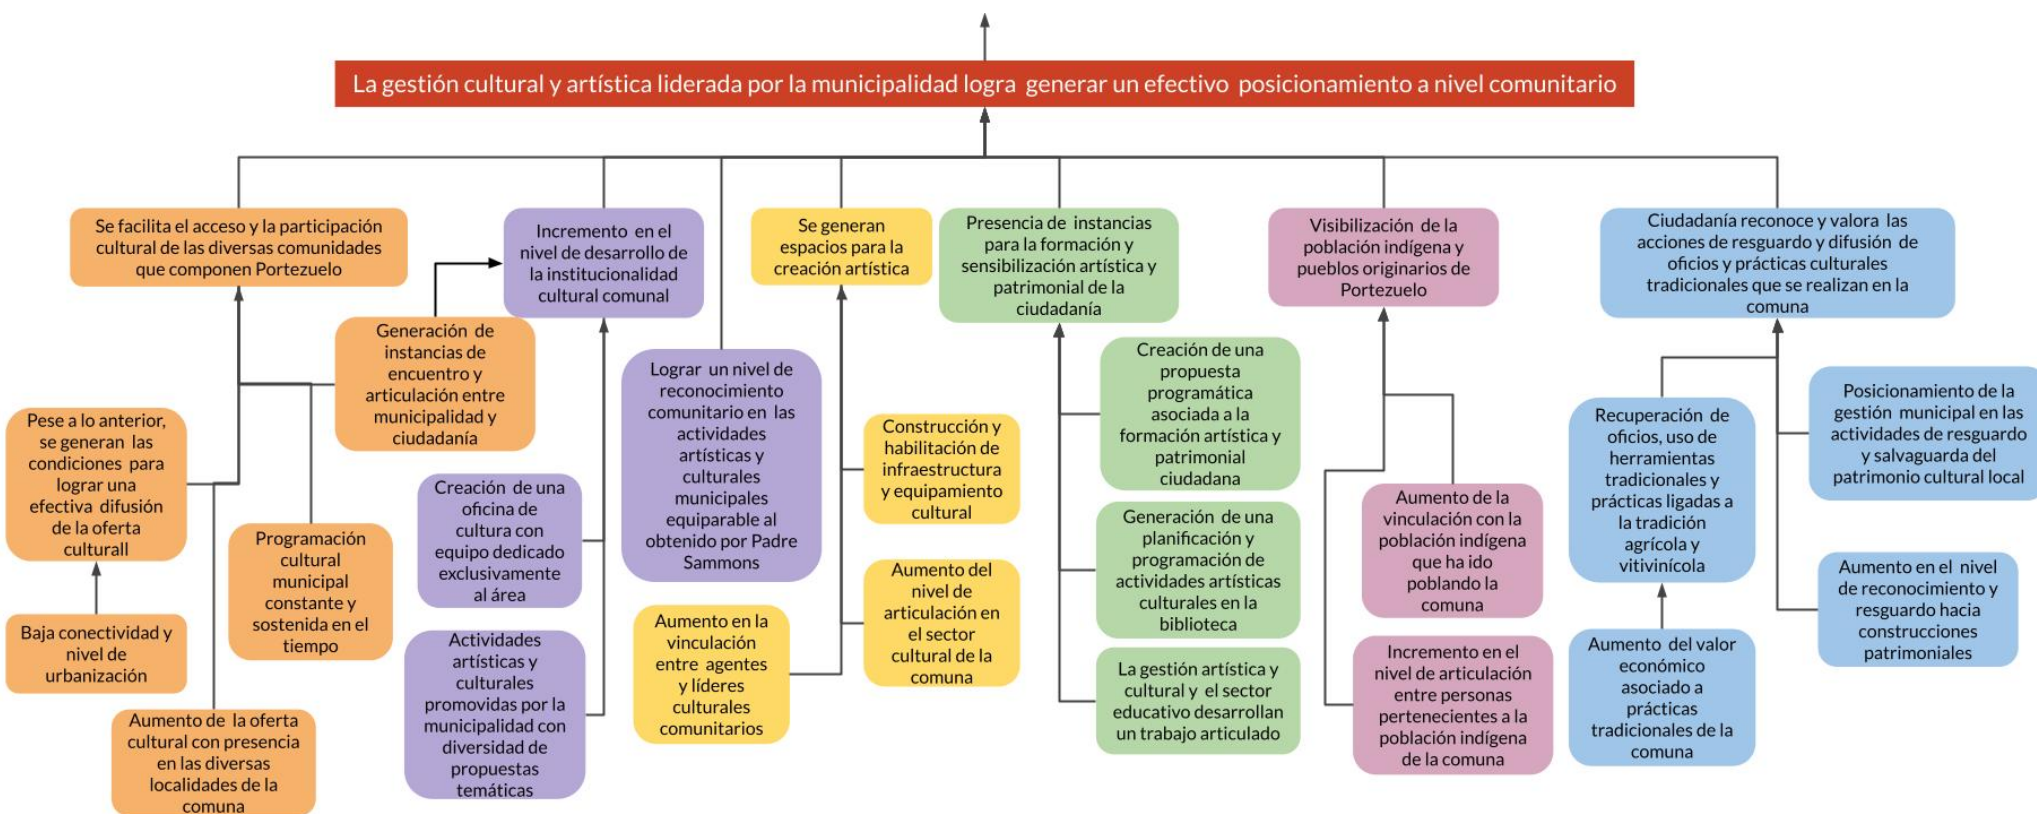 La gestión cultural y artística liderada por la municipalidad logra generar un efectivo posicionamiento a nivel comunitario
Se facilita el acceso y la participación
cultural de las diversas comunidades
que componen Portezuelo
Generación de
instancias de
encuentro y
articulación entre
municipalidad y
ciudadanía
Pese a lo anterior,
se generan las
condiciones para
lograr una
efectiva difusión
de la oferta
culturall
Baja conectividad y
nivel de
urbanización
Programación
cultural
municipal
constante y
sostenida en el
tiempo
Aumento de la oferta
cultural con presencia
en las diversas
localidades de la
comuna
Incremento en el
nivel de desarrollo de
la institucionalidad
cultural comunal
Creación de una
oficina de
cultura con
equipo dedicado
exclusivamente
al área
Actividades
artísticas y
culturales
promovidas por la
municipalidad con
diversidad de
propuestas
temáticas
Lograr un nivel de
reconocimiento
comunitario en las
actividades
artísticas y
culturales
municipales
equiparable al
obtenido por Padre
Sammons
Se generan
espacios para la
creación artística
Construcción y
habilitación de
infraestructura
y equipamiento
cultural
Aumento del
nivel de
articulación en
el sector
cultural de la
comuna
Aumento en la
vinculación
entre agentes
y líderes
culturales
comunitarios
Presencia de instancias
para la formación y
sensibilización artística y
patrimonial de la
ciudadanía
Creación de una
propuesta
programática
asociada a la
formación artística y
patrimonial
ciudadana
Generación de una
planificación y
programación de
actividades artísticas
culturales en la
biblioteca
La gestión artística y
cultural y el sector
educativo desarrollan
un trabajo articulado
Visibilización de la
población indígena y
pueblos originarios de
Portezuelo
Aumento de la
vinculación con la
población indígena
que ha ido
poblando la
comuna
Incremento en el
nivel de articulación
entre personas
pertenecientes a la
población indígena
de la comuna
Ciudadanía reconoce y valora las
acciones de resguardo y difusión de
oficios y prácticas culturales
tradicionales que se realizan en la
comuna
Recuperación de
oficios, uso de
herramientas
tradicionales y
prácticas ligadas a
la tradición
agrícola y
vitivinícola
Aumento del valor
económico
asociado a
prácticas
tradicionales de la
comuna
Posicionamiento de la
gestión municipal en las
actividades de resguardo
y salvaguarda del
patrimonio cultural local
Aumento en el nivel
de reconocimiento y
resguardo hacia
construcciones
patrimoniales